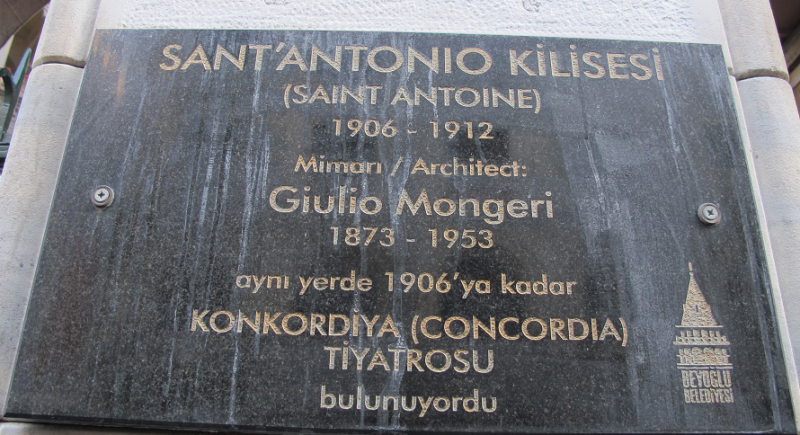 SANT'ANTONIO KİLİSESİ
(SAINT ANTOINE)
1906 - 1912
Mimarı / Architect:
Giulio Mongeri
1873 - 1953
aynı yerde 1906'ya kadar
KONKORDİYA (CONCORDIA)
TİYATROSU
bulunuyordu
BEYOĞLU
BELEDİYESİ